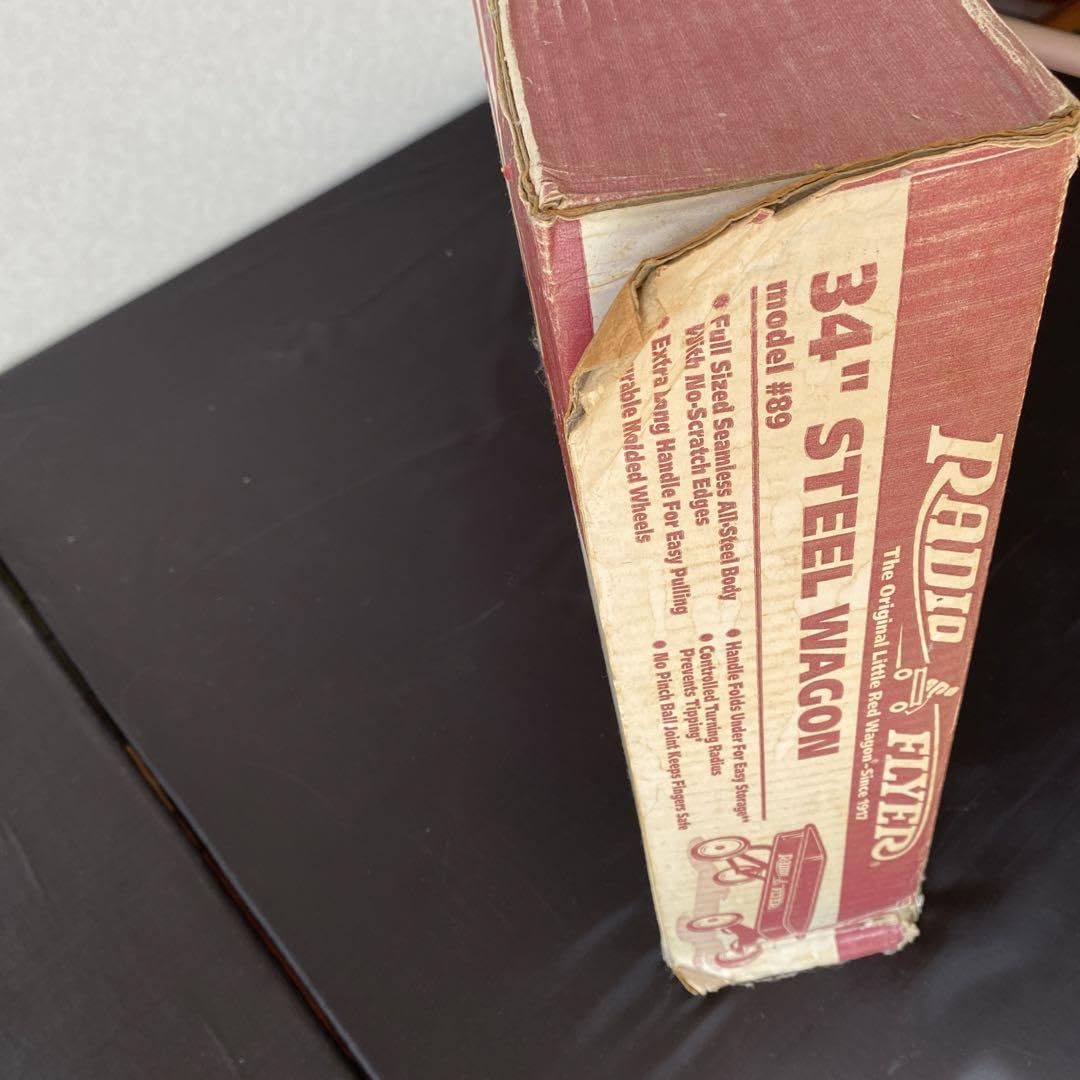 RADIO FLYER®
The Original Little Red Wagon®-Since 1917
34" STEEL WAGON
model #89
• Full Sized Seamless All-Steel Body
With No-Scratch Edges
• Extra Long Handle For Easy Pulling
Molded Wheels
• Handle Folds Under For Easy Storage**
• Controlled Turning Radius
Prevents Tipping*
• No Pinch Ball Joint Keeps Fingers Safe
RADIO FLYER